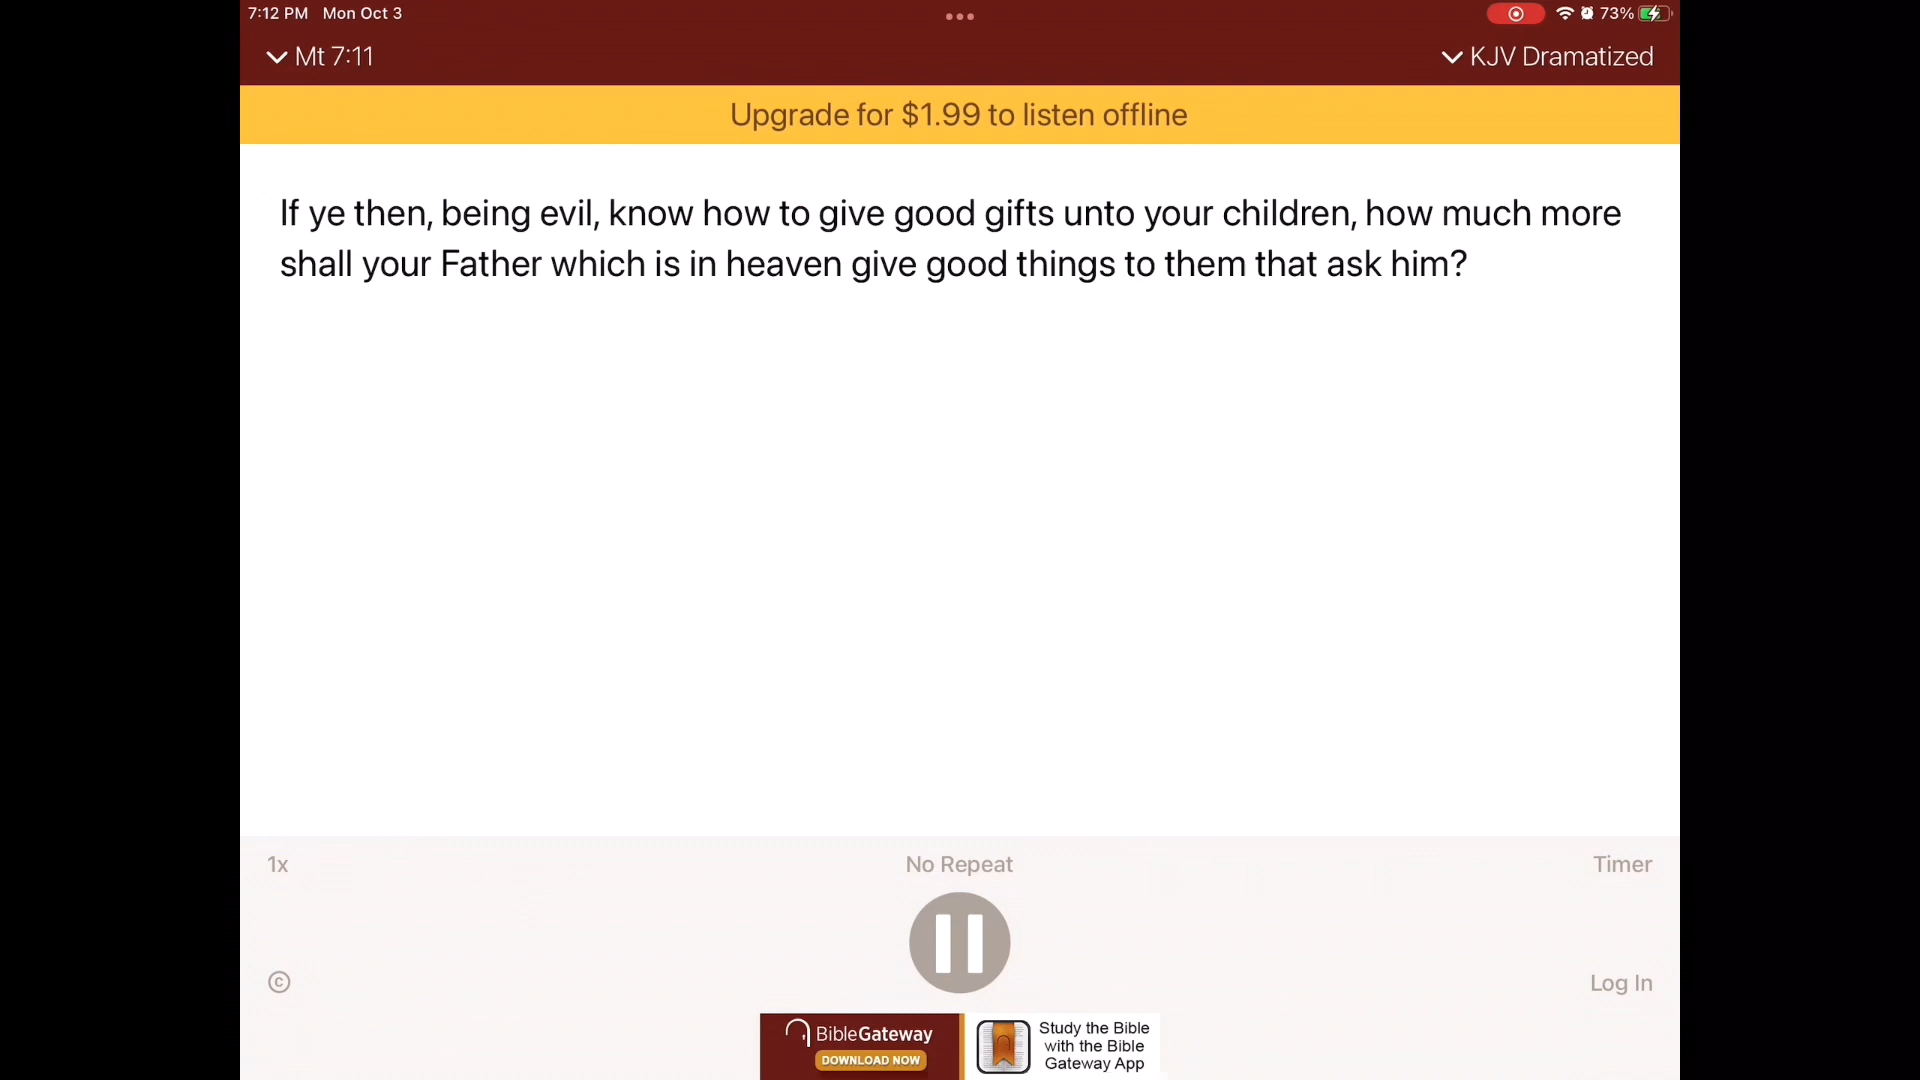 7:12 PM Mon Oct 3
73%
Mt 7:11
KJV Dramatized
Upgrade for $1.99 to listen offline
If ye then, being evil, know how to give good gifts unto your children, how much more
shall your Father which is in heaven give good things to them that ask him?
1x
No Repeat
Timer
©
Log In
BibleGateway
DOWNLOAD NOW
Study the Bible
with the Bible
Gateway App